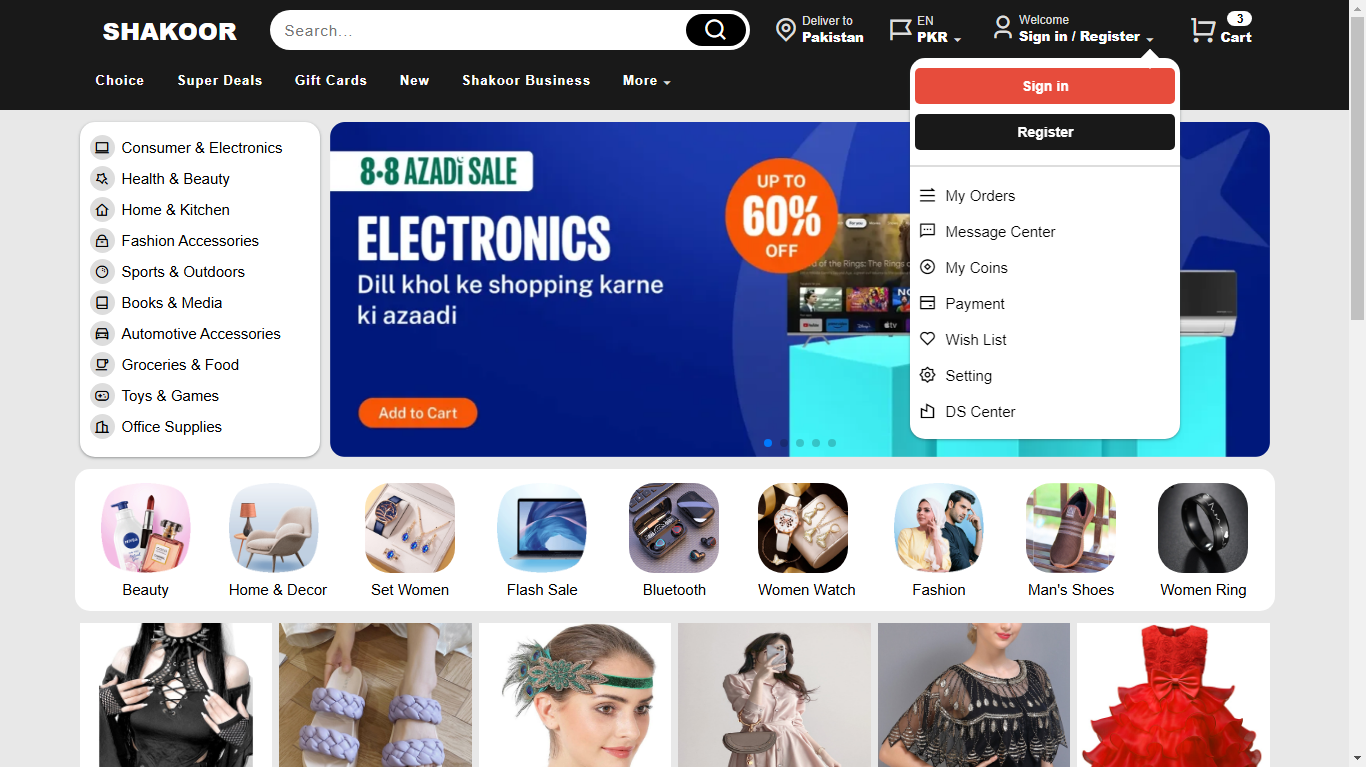 SHAKOOR
Search...
Deliver to
Pakistan
EN
PKR
Welcome
Sign in / Register
3
Cart
Choice
Super Deals
Gift Cards
New
Shakoor Business
More
Sign in
Register
My Orders
Message Center
My Coins
Payment
Wish List
Setting
DS Center
Consumer & Electronics
Health & Beauty
Home & Kitchen
Fashion Accessories
Sports & Outdoors
Books & Media
Automotive Accessories
Groceries & Food
Toys & Games
Office Supplies
8•8 AZADi SALE
ELECTRONICS
Dill khol ke shopping karne
ki azaadi
Add to Cart
UP TO
60%
OFF
Beauty
Home & Decor
Set Women
Flash Sale
Bluetooth
Women Watch
Fashion
Man's Shoes
Women Ring